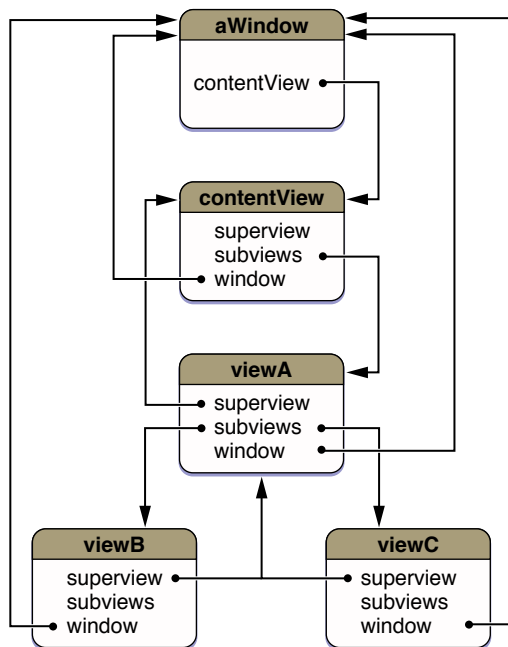 aWindow
contentView
contentView
superview
subviews
window
viewA
superview
subviews
window
viewB
superview
subviews
window
viewC
superview
subviews
window